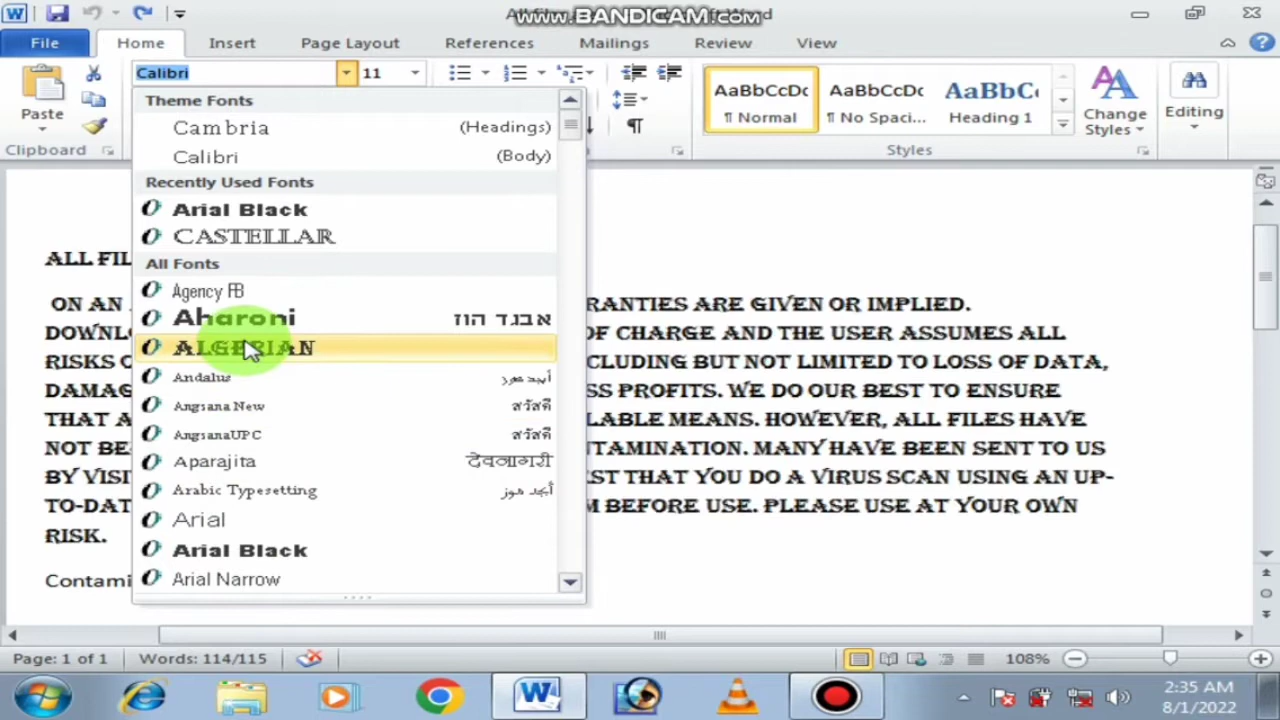 All Fil
www.BANDICAM.com
File Home Insert Page Layout References Mailings Review View
Calibri 11
Paste
Clipboard
AaBbCcDc AaBbCcDc AaBbC
¶ Normal ¶ No Spaci... Heading 1
Change Styles
Editing
Styles
Theme Fonts
Cambria (Headings)
Calibri (Body)
Recently Used Fonts
Arial Black
CASTELLAR
All Fonts
Agency FB
Aharoni אבגד הוז
ALGERIAN
Andalus أبجد هوز
Angsana New สวัสดี
AngsanaUPC สวัสดี
Aparajita देवनागरी
Arabic Typesetting أبجد هوز
Arial
Arial Black
Arial Narrow
ALL FIL
ON AN RANTIES ARE GIVEN OR IMPLIED.
DOWNL OF CHARGE AND THE USER ASSUMES ALL
RISKS CLUDING BUT NOT LIMITED TO LOSS OF DATA,
DAMAG SS PROFITS. WE DO OUR BEST TO ENSURE
THAT A LABLE MEANS. HOWEVER, ALL FILES HAVE
NOT BE NTAMINATION. MANY HAVE BEEN SENT TO US
BY VISI EST THAT YOU DO A VIRUS SCAN USING AN UP-
TO-DAT M BEFORE USE. PLEASE USE AT YOUR OWN
RISK.
Contami
Page: 1 of 1 Words: 114/115 108%
2:35 AM
8/1/2022